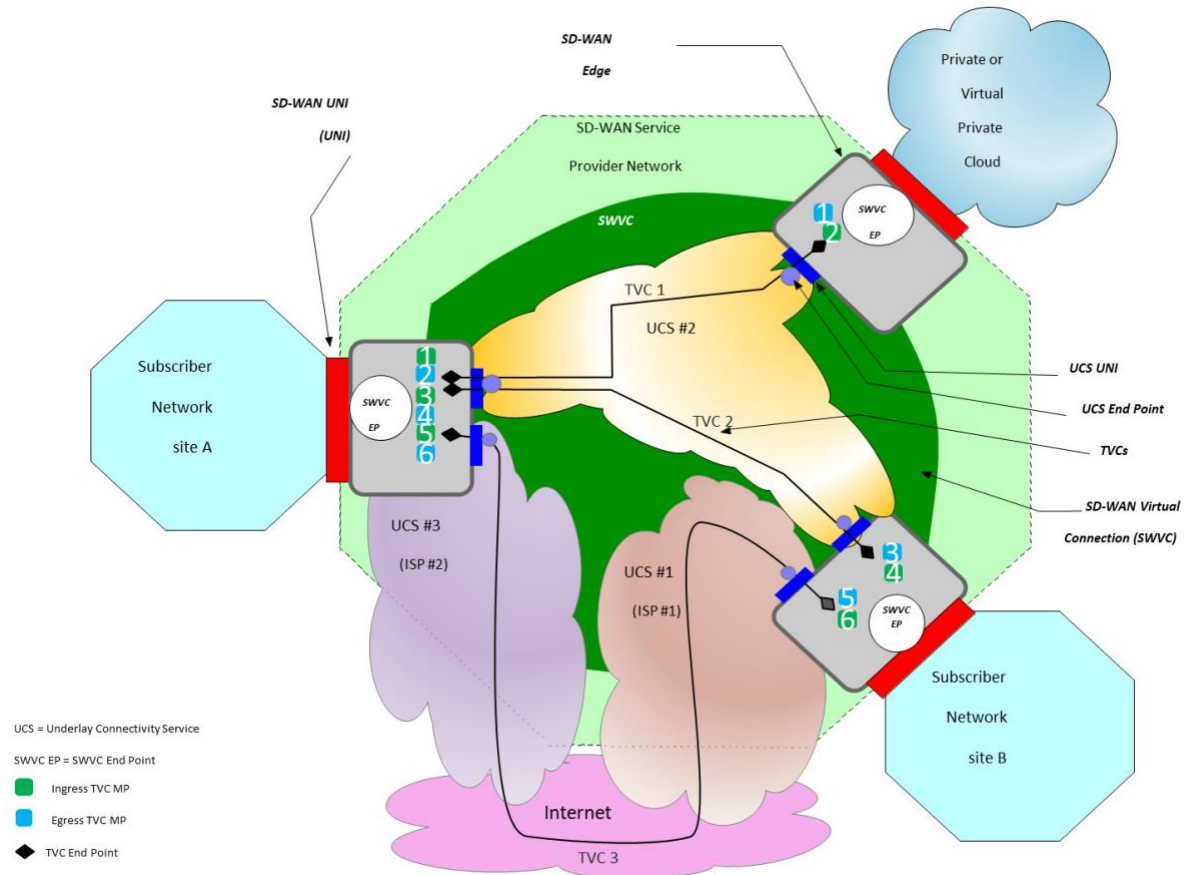 SD-WAN
Edge
Private or
Virtual
Private
Cloud
SD-WAN UNI
(UNI)
SD-WAN Service
Provider Network
SWVC
SWVC
EP
1
2
TVC 1
UCS #2
Subscriber
Network
site A
SWVC
EP
1
2
3
4
5
6
UCS UNI
UCS End Point
TVC 2
TVCs
SD-WAN Virtual
Connection (SWVC)
UCS #3
(ISP #2)
UCS #1
(ISP #1)
3
4
5
6
SWVC
EP
Subscriber
Network
site B
UCS = Underlay Connectivity Service
SWVC EP = SWVC End Point
Ingress TVC MP
Egress TVC MP
TVC End Point
Internet
TVC 3